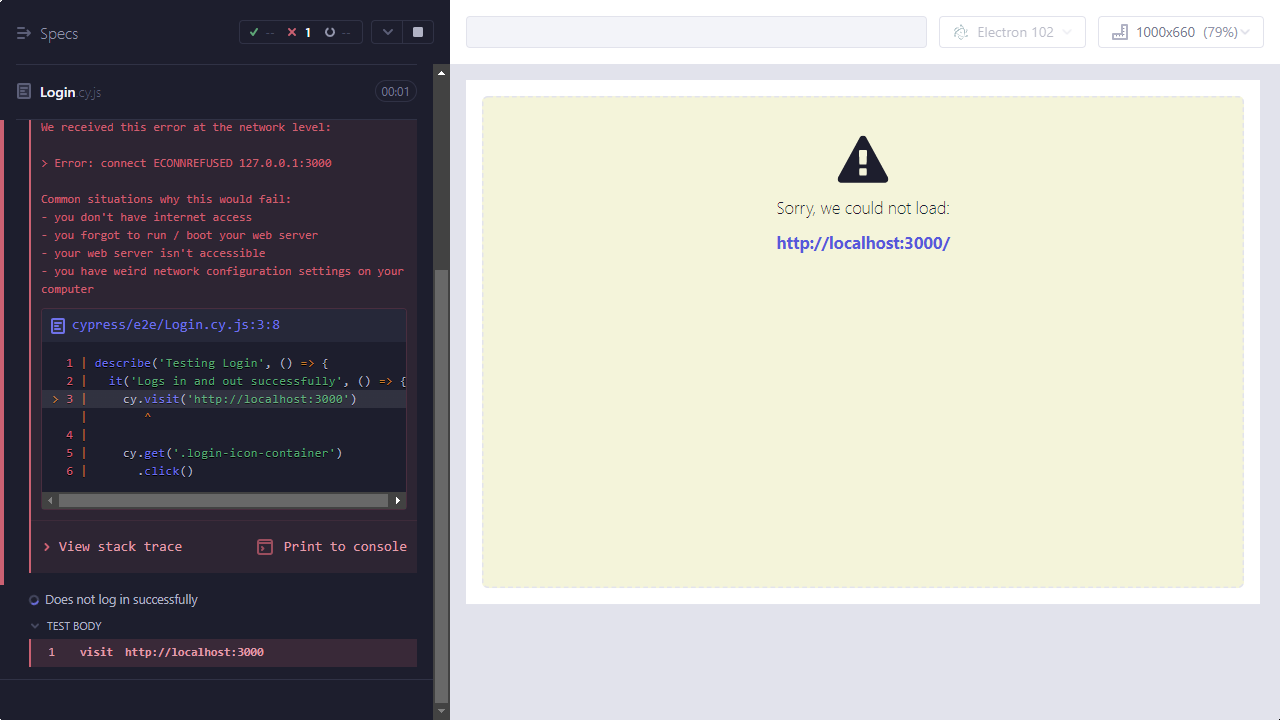 Specs
-- 1 --
Login.cy.js 00:01
We received this error at the network level:
> Error: connect ECONNREFUSED 127.0.0.1:3000
Common situations why this would fail:
- you don't have internet access
- you forgot to run / boot your web server
- your web server isn't accessible
- you have weird network configuration settings on your
computer
cypress/e2e/Login.cy.js:3:8
1 | describe('Testing Login', () => {
2 |   it('Logs in and out successfully', () => {
> 3 |     cy.visit('http://localhost:3000')
|        ^
4 |
5 |     cy.get('.login-icon-container')
6 |       .click()
View stack trace
Print to console
Does not log in successfully
TEST BODY
1 visit http://localhost:3000
Electron 102
1000x660 (79%)
Sorry, we could not load:
http://localhost:3000/